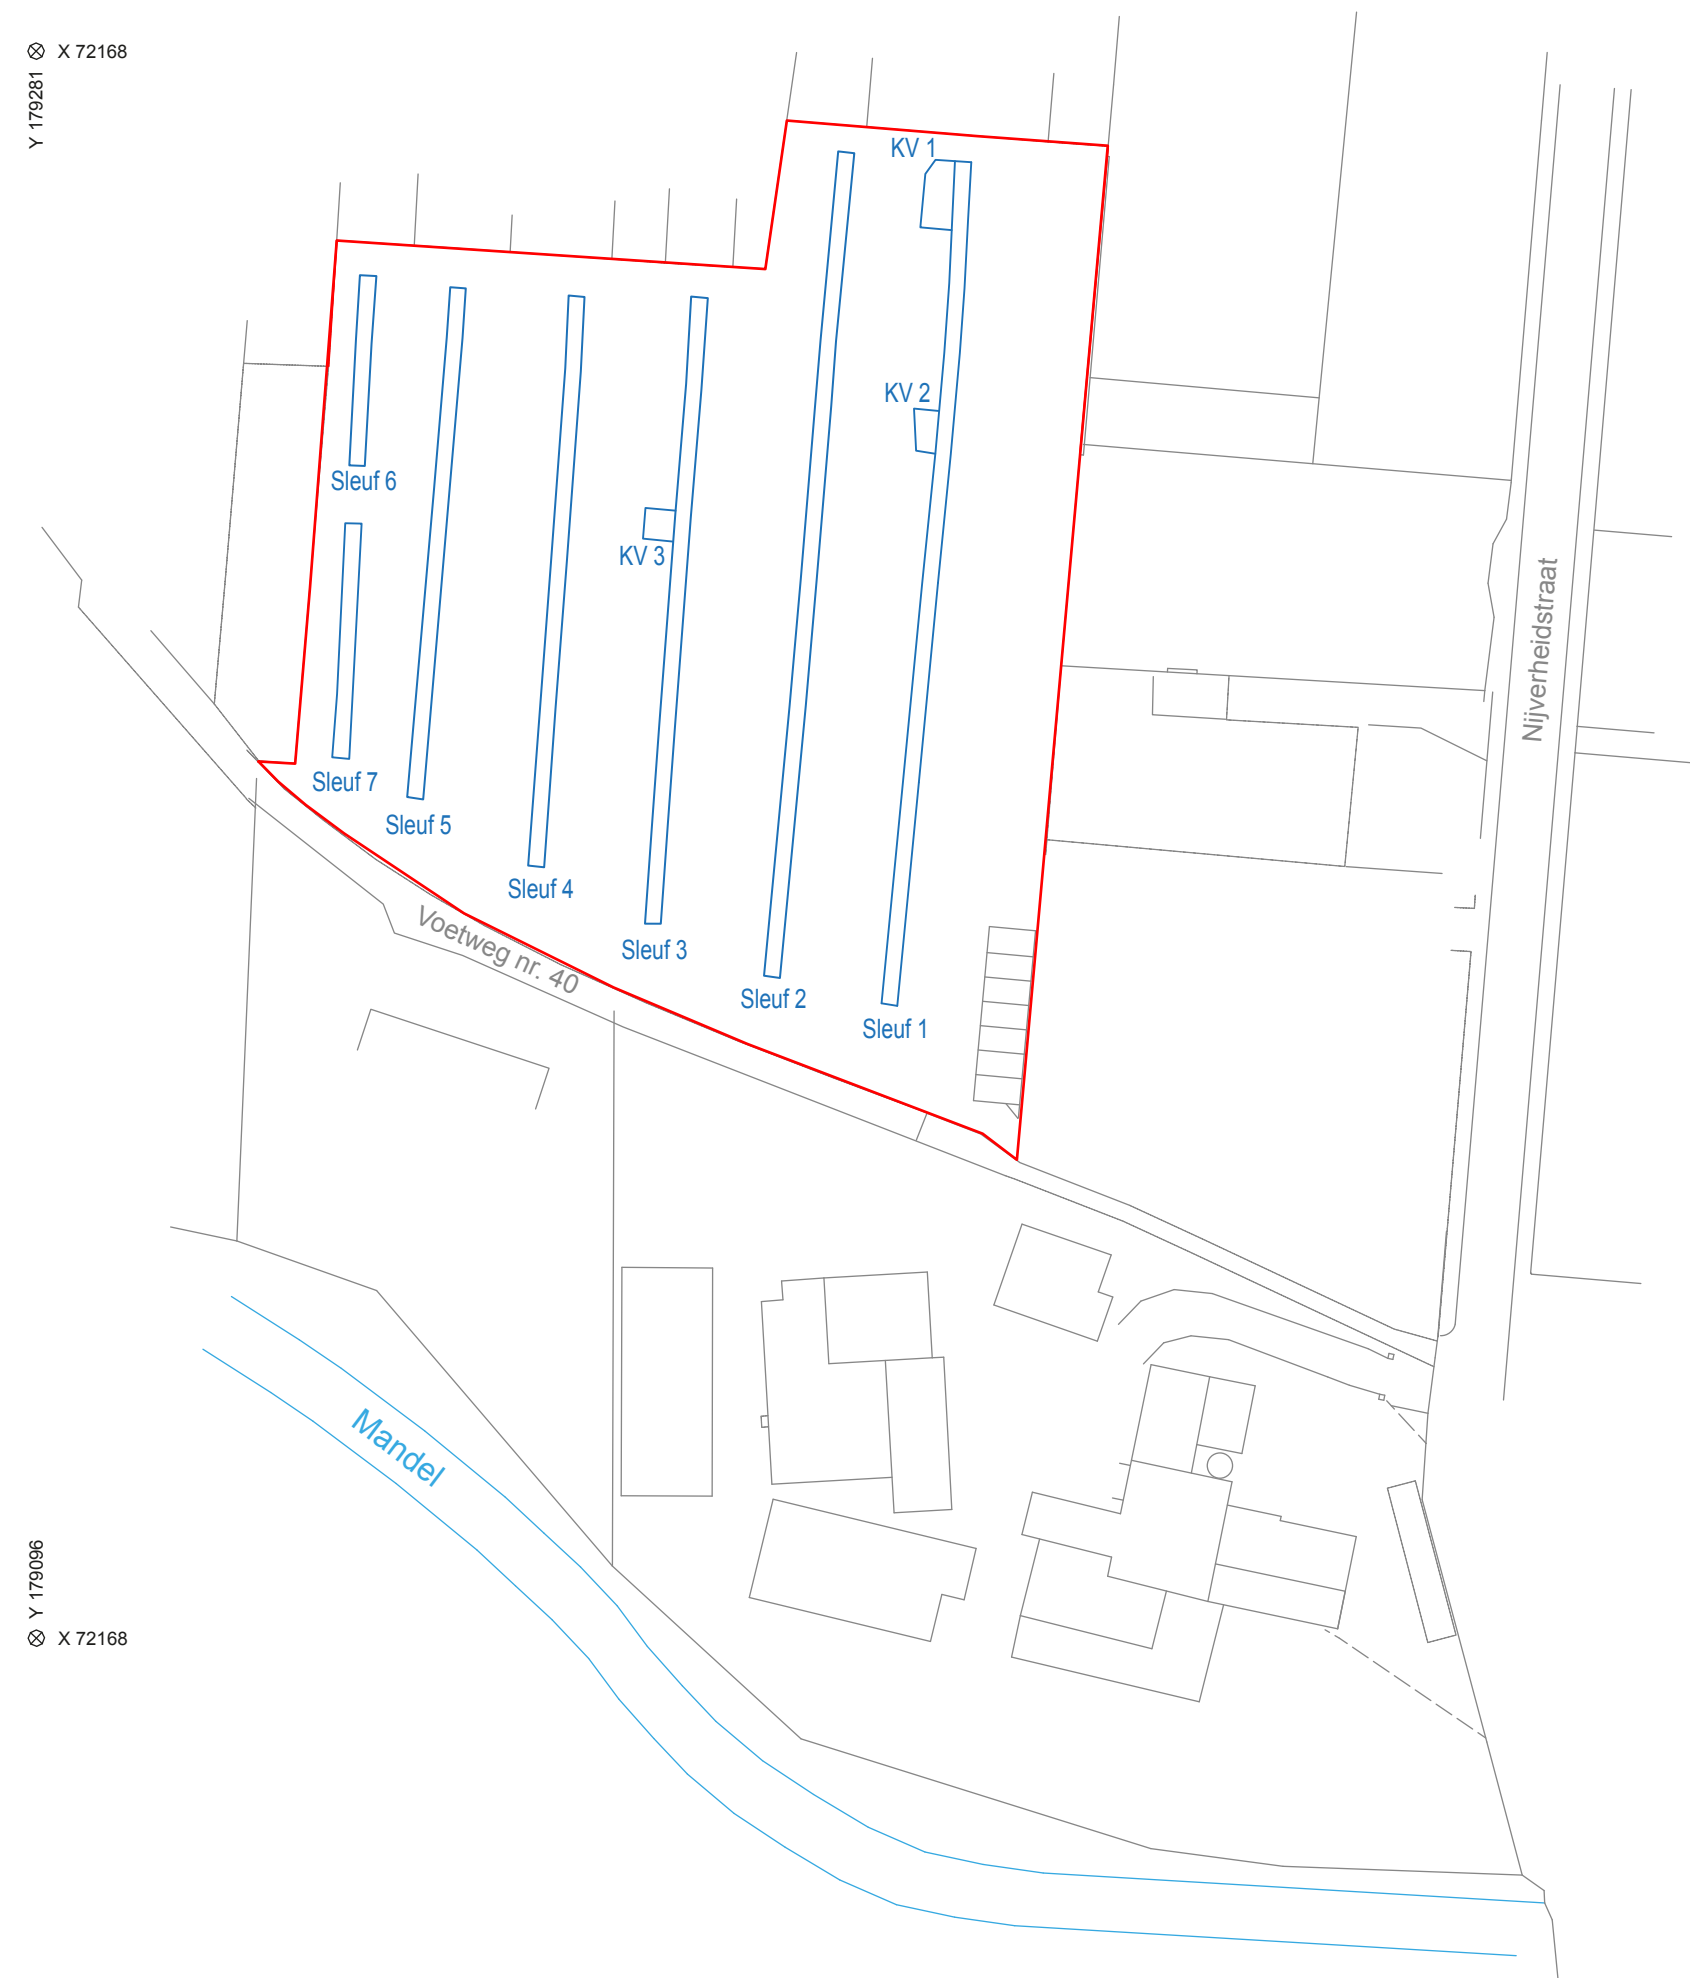 X 72168
Y 179281
KV 1
KV 2
Sleuf 6
KV 3
Nijverheidstraat
Sleuf 7
Sleuf 5
Sleuf 4
Voetweg nr. 40
Sleuf 3
Sleuf 2
Sleuf 1
Mandel
Y 179096
X 72168